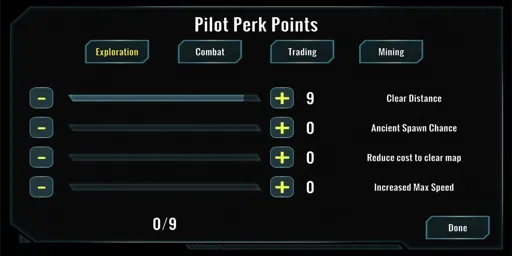 Pilot Perk Points
Exploration Combat Trading Mining
- + 9 Clear Distance
- + 0 Ancient Spawn Chance
- + 0 Reduce cost to clear map
- + 0 Increased Max Speed
0/9 Done